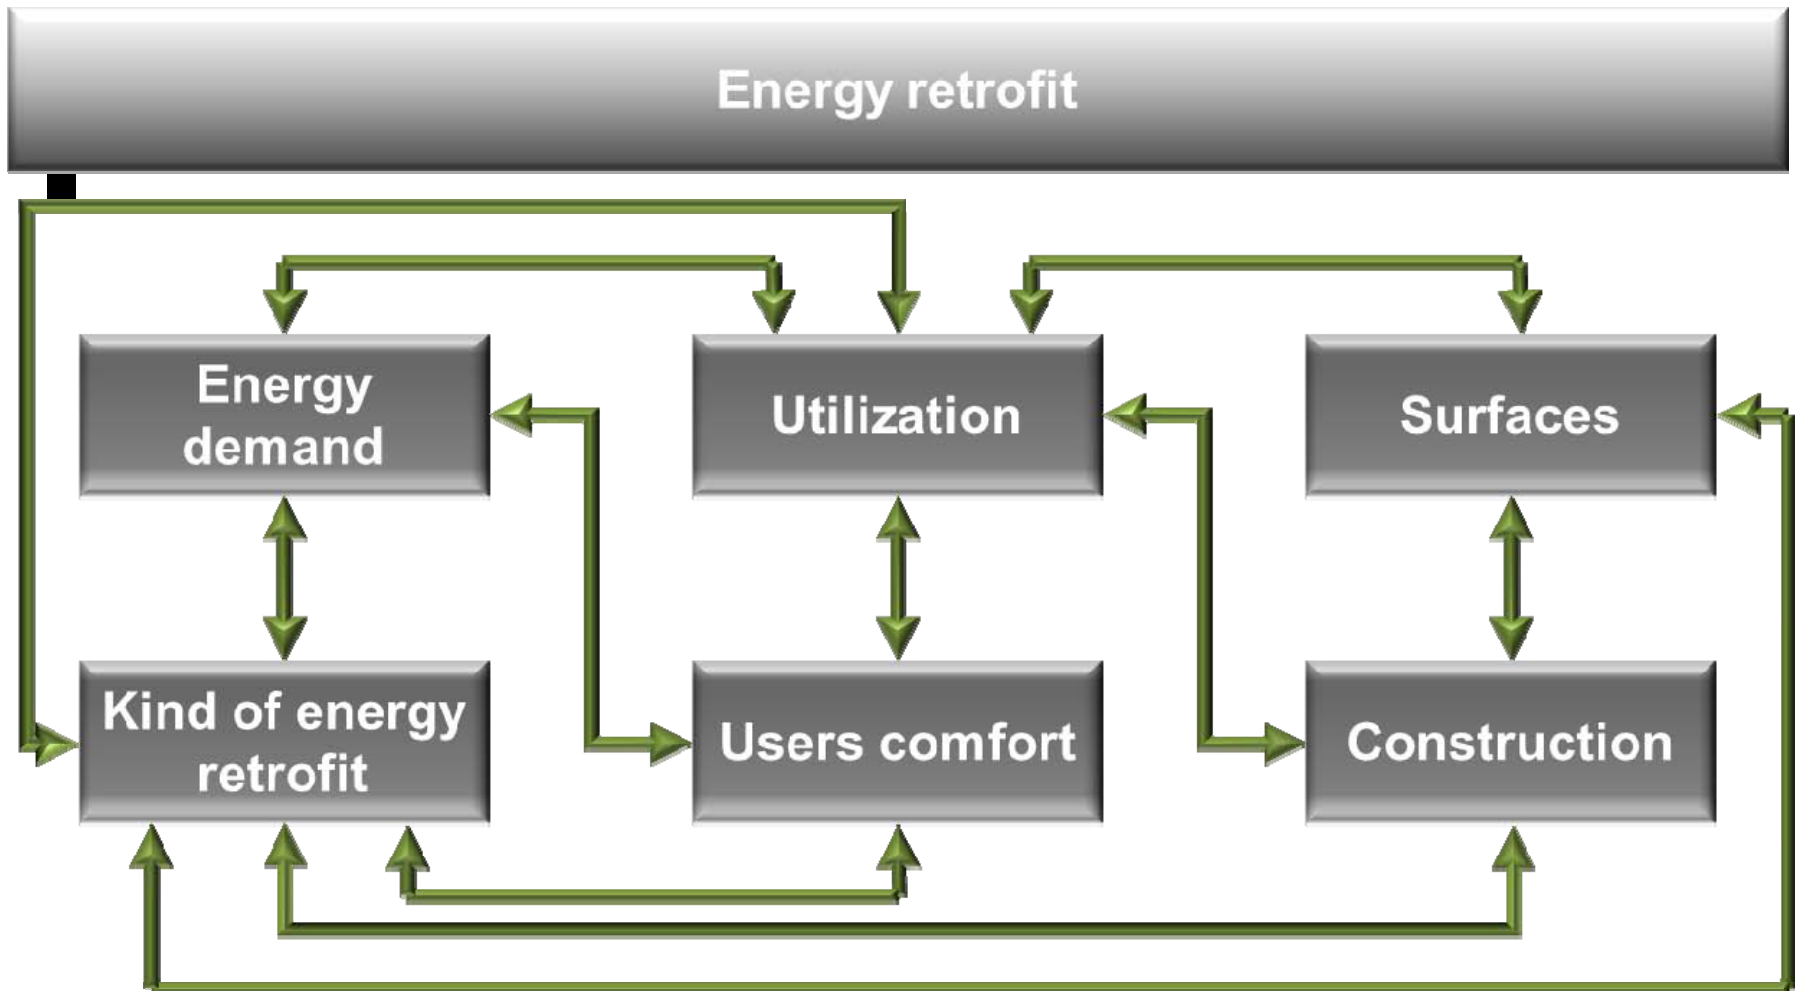 Energy retrofit
Energy
demand
Utilization
Surfaces
Kind of energy
retrofit
Users comfort
Construction